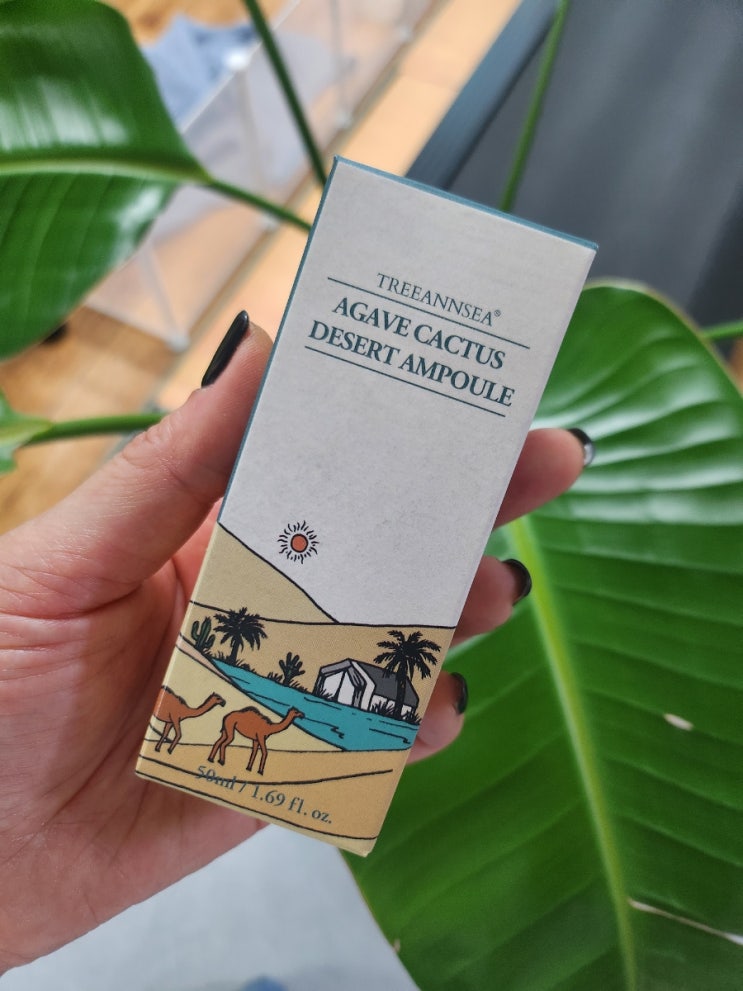 TREEANNSEA®
AGAVE CACTUS
DESERT AMPOULE
50ml / 1.69 fl. oz.